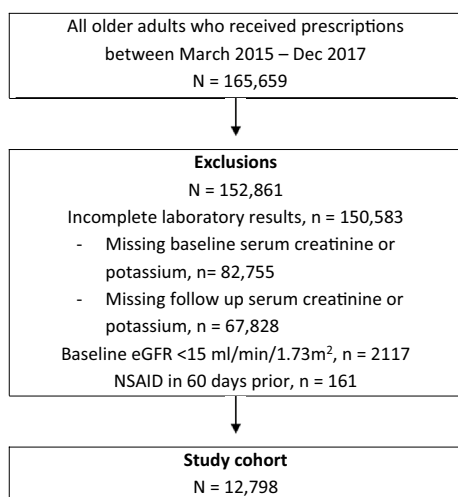 All older adults who received prescriptions
between March 2015 – Dec 2017
N = 165,659
Exclusions
N = 152,861
Incomplete laboratory results, n = 150,583
- Missing baseline serum creatinine or
potassium, n= 82,755
- Missing follow up serum creatinine or
potassium, n = 67,828
Baseline eGFR <15 ml/min/1.73m², n = 2117
NSAID in 60 days prior, n = 161
Study cohort
N = 12,798